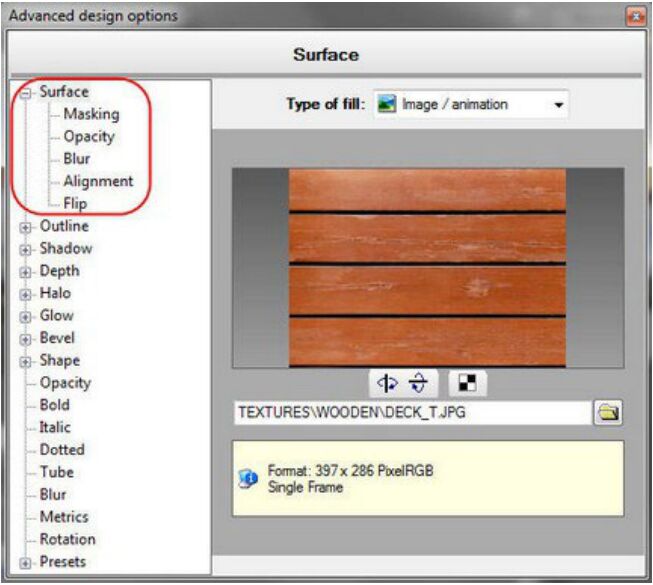 Advanced design options
Surface
Surface
Masking
Opacity
Blur
Alignment
Flip
Outline
Shadow
Depth
Halo
Glow
Bevel
Shape
Opacity
Bold
Italic
Dotted
Tube
Blur
Metrics
Rotation
Presets
Type of fill: Image / animation
TEXTURES\WOODEN\DECK_T.JPG
Format: 397 x 286 PixelRGB
Single Frame